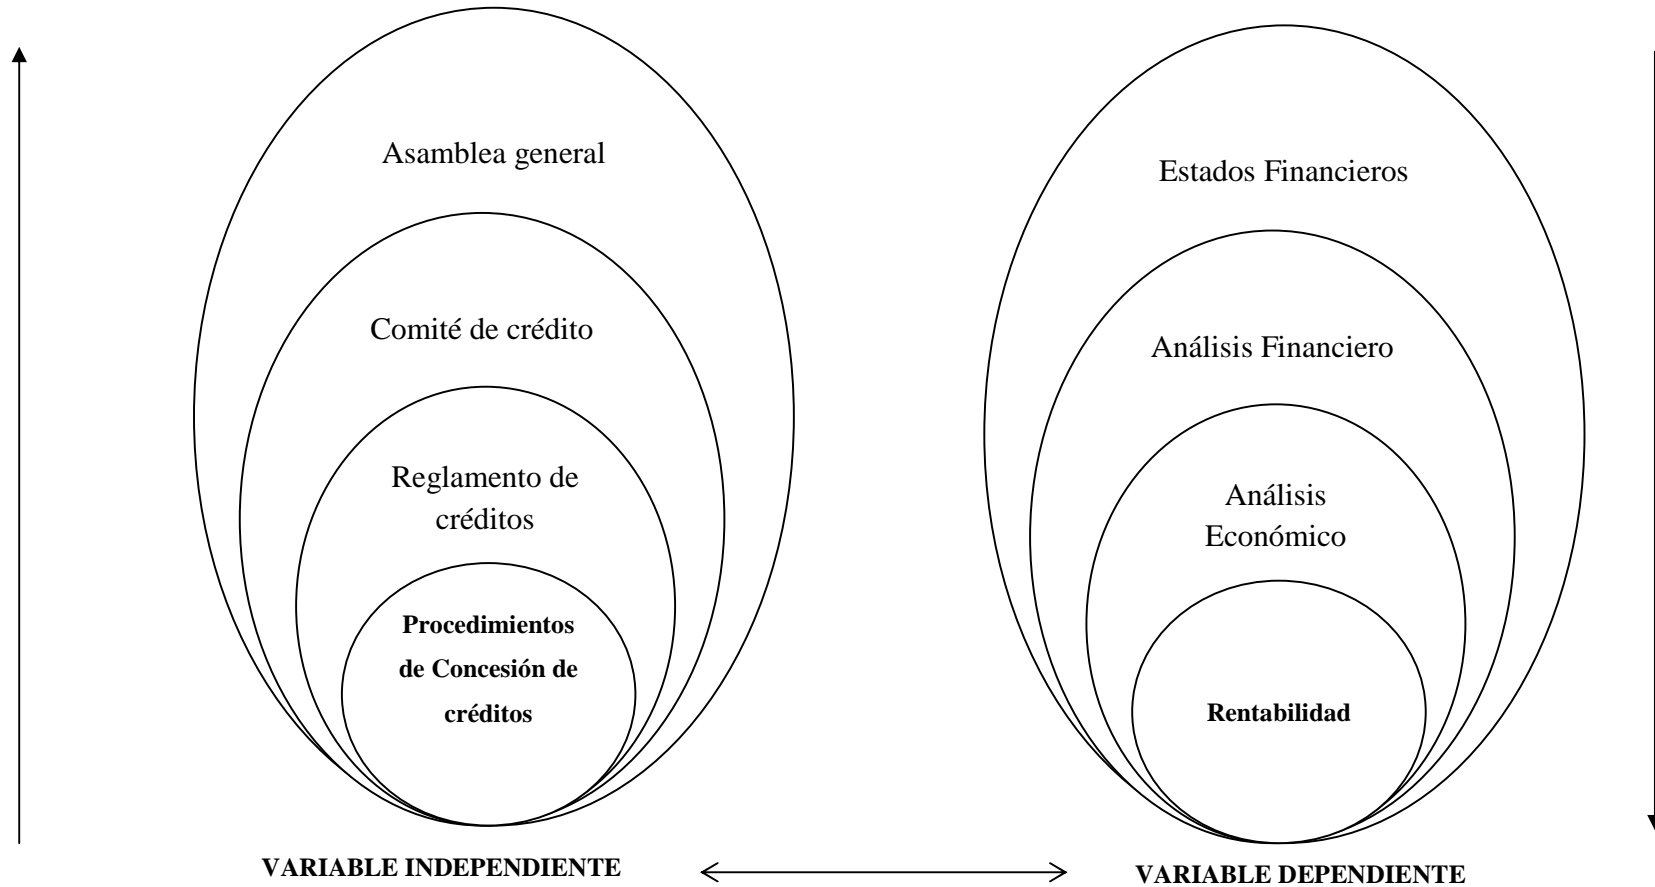 Asamblea general
Comité de crédito
Reglamento de
créditos
Procedimientos
de Concesión de
créditos
VARIABLE INDEPENDIENTE
Estados Financieros
Análisis Financiero
Análisis
Económico
Rentabilidad
VARIABLE DEPENDIENTE